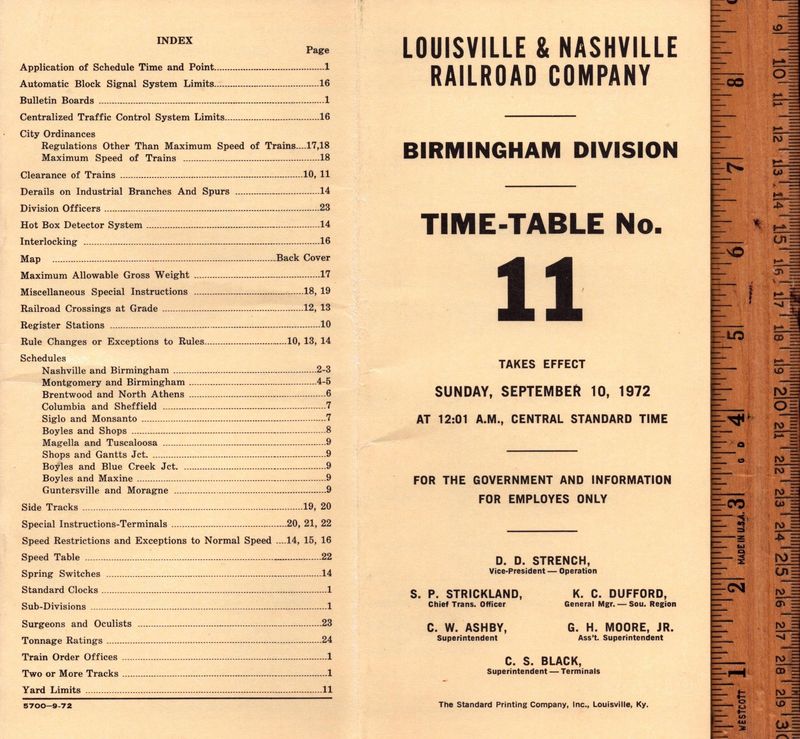 INDEX
Page
Application of Schedule Time and Point....1
Automatic Block Signal System Limits....16
Bulletin Boards ....1
Centralized Traffic Control System Limits....16
City Ordinances
Regulations Other Than Maximum Speed of Trains....17,18
Maximum Speed of Trains ....18
Clearance of Trains ....10, 11
Derails on Industrial Branches And Spurs ....14
Division Officers ....23
Hot Box Detector System ....14
Interlocking ....16
Map ....Back Cover
Maximum Allowable Gross Weight ....17
Miscellaneous Special Instructions ....18, 19
Railroad Crossings at Grade ....12, 13
Register Stations ....10
Rule Changes or Exceptions to Rules....10, 13, 14
Schedules
Nashville and Birmingham ....2-3
Montgomery and Birmingham ....4-5
Brentwood and North Athens ....6
Columbia and Sheffield ....7
Siglo and Monsanto ....7
Boyles and Shops ....8
Magella and Tuscaloosa ....9
Shops and Gantts Jct. ....9
Boyles and Blue Creek Jct. ....9
Boyles and Maxine ....9
Guntersville and Moragne ....9
Side Tracks ....19, 20
Special Instructions-Terminals ....20, 21, 22
Speed Restrictions and Exceptions to Normal Speed ....14, 15, 16
Speed Table ....22
Spring Switches ....14
Standard Clocks ....1
Sub-Divisions ....1
Surgeons and Oculists ....23
Tonnage Ratings ....24
Train Order Offices ....1
Two or More Tracks ....1
Yard Limits ....11
5700-9-72
LOUISVILLE & NASHVILLE
RAILROAD COMPANY
BIRMINGHAM DIVISION
TIME-TABLE No.
11
TAKES EFFECT
SUNDAY, SEPTEMBER 10, 1972
AT 12:01 A.M., CENTRAL STANDARD TIME
FOR THE GOVERNMENT AND INFORMATION
FOR EMPLOYES ONLY
D. D. STRENCH,
Vice-President — Operation
S. P. STRICKLAND,
Chief Trans. Officer
K. C. DUFFORD,
General Mgr. — Sou. Region
C. W. ASHBY,
Superintendent
G. H. MOORE, JR.
Ass't. Superintendent
C. S. BLACK,
Superintendent — Terminals
The Standard Printing Company, Inc., Louisville, Ky.
8 7 6 5 4 3 2 1
MADE IN U.S.A.
WESTCOTT
9 10 11 12 13 14 15 16 17 18 19 20 21 22 23 24 25 26 27 28 29 30